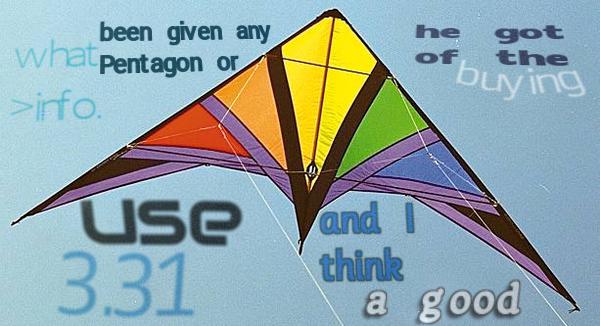 what
>info.
been given any
Pentagon or
he got
of the
buying
use
3.31
and I
think
a good